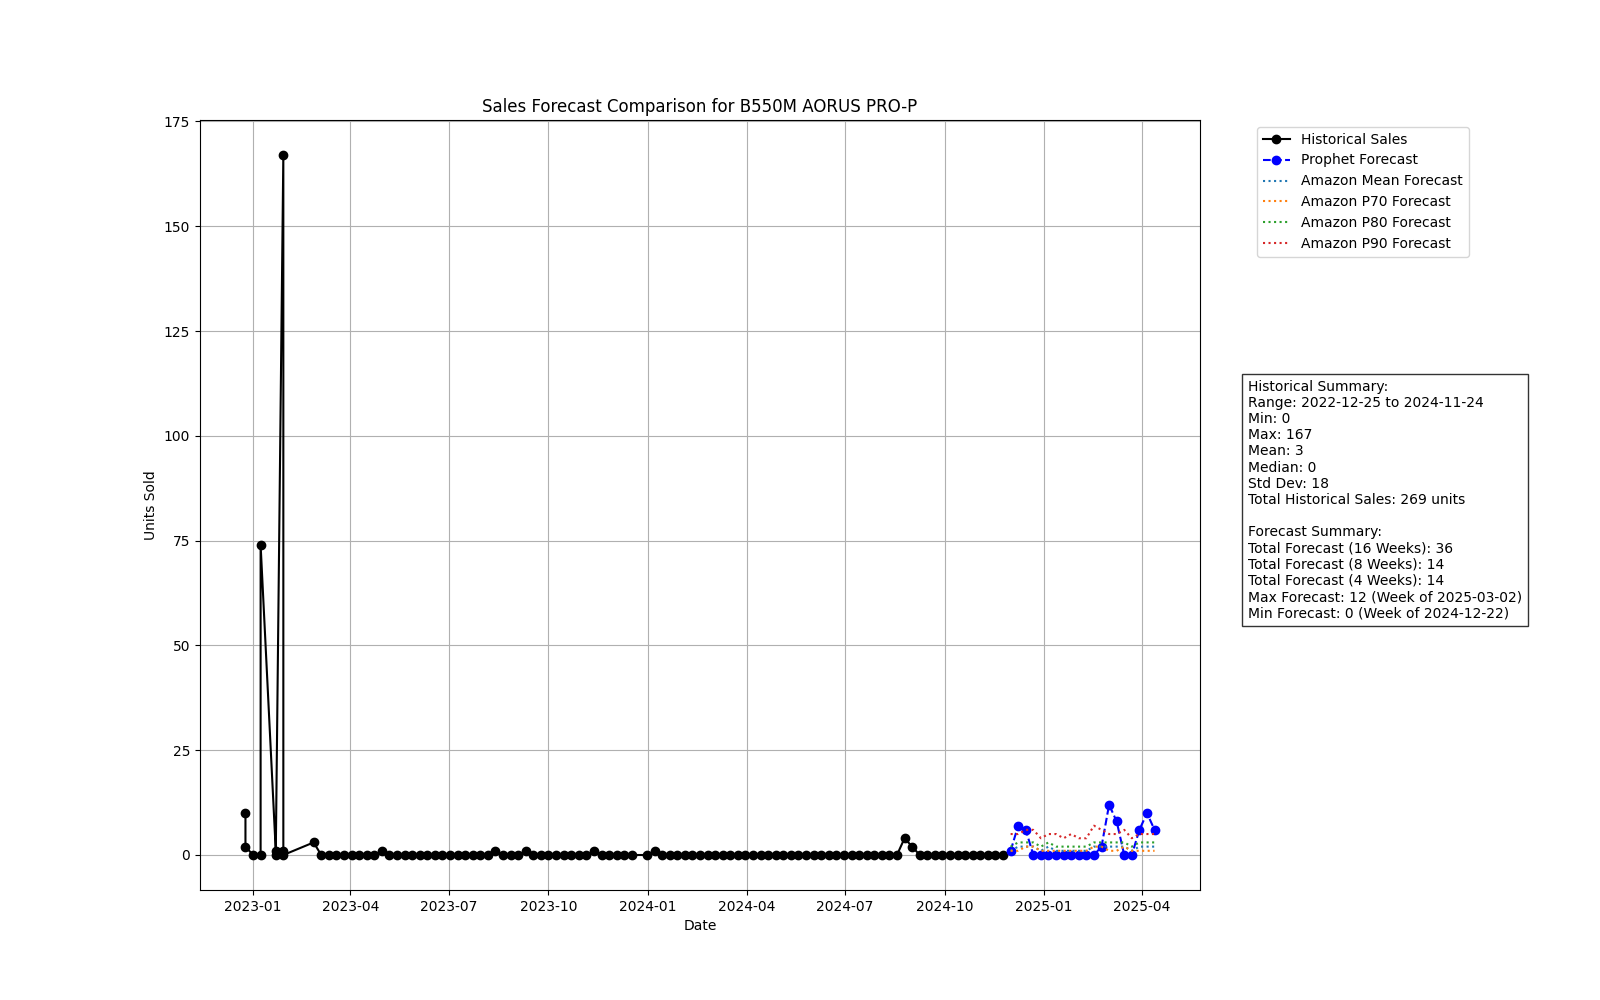 Sales Forecast Comparison for B550M AORUS PRO-P
175
150
125
100
75
50
25
0
Units Sold
2023-01
2023-04
2023-07
2023-10
2024-01
2024-04
2024-07
2024-10
2025-01
2025-04
Date
Historical Sales
Prophet Forecast
Amazon Mean Forecast
Amazon P70 Forecast
Amazon P80 Forecast
Amazon P90 Forecast
Historical Summary:
Range: 2022-12-25 to 2024-11-24
Min: 0
Max: 167
Mean: 3
Median: 0
Std Dev: 18
Total Historical Sales: 269 units
Forecast Summary:
Total Forecast (16 Weeks): 36
Total Forecast (8 Weeks): 14
Total Forecast (4 Weeks): 14
Max Forecast: 12 (Week of 2025-03-02)
Min Forecast: 0 (Week of 2024-12-22)